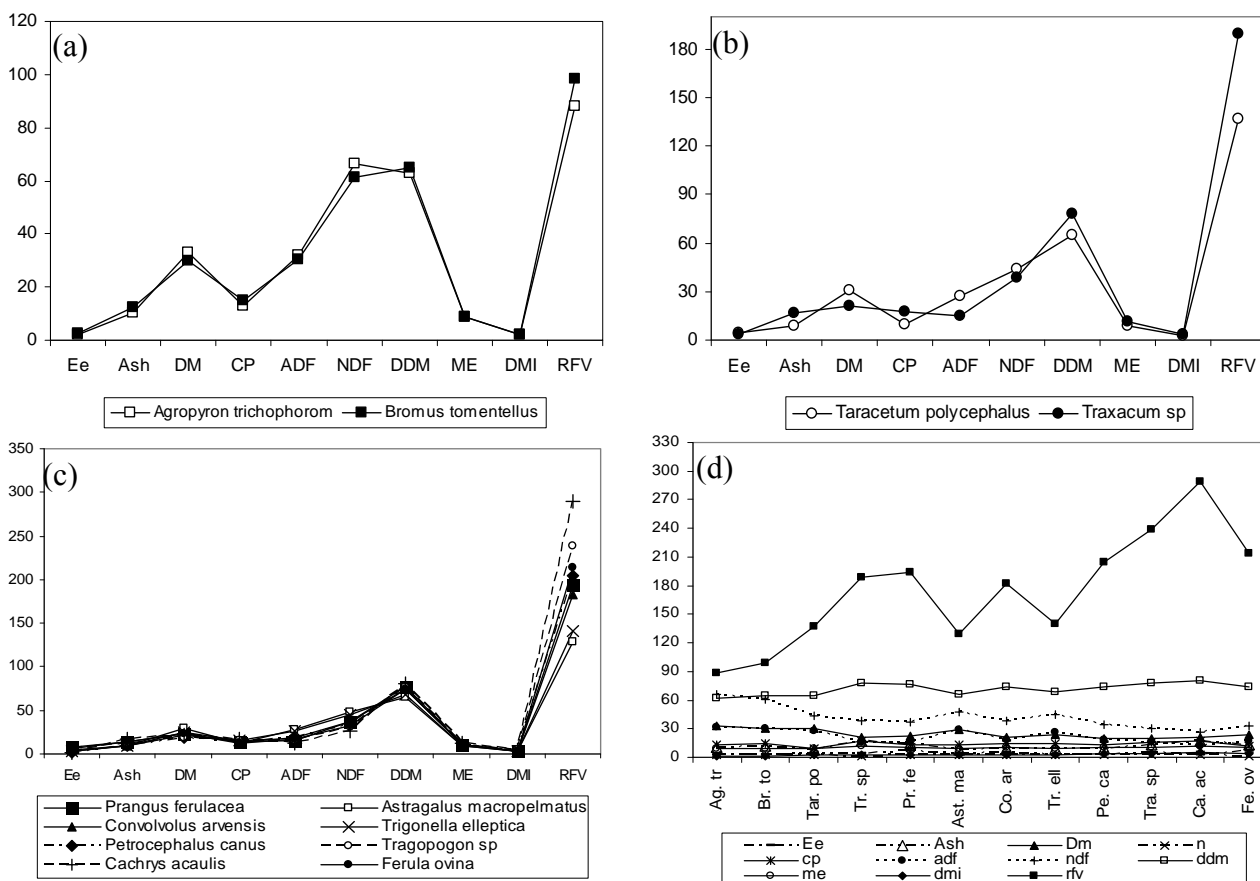 (a)
120
100
80
60
40
20
0
Ee Ash DM CP ADF NDF DDM ME DMI RFV
Agropyron trichophorom Bromus tomentellus
(b)
180
150
120
90
60
30
0
Ee Ash DM CP ADF NDF DDM ME DMI RFV
Taracetum polycephalus Traxacum sp
(c)
350
300
250
200
150
100
50
0
Ee Ash DM CP ADF NDF DDM ME DMI RFV
Prangus ferulacea Astragalus macropelmatus
Convolvolus arvensis Trigonella elleptica
Petrocephalus canus Tragopogon sp
Cachrys acaulis Ferula ovina
(d)
330
300
270
240
210
180
150
120
90
60
30
0
Ag. tr
Br. to
Tar. po
Tr. sp
Pr. fe
Ast. ma
Co. ar
Tr. ell
Pe. ca
Tra. sp
Ca. ac
Fe. ov
Ee Ash Dm n
cp adf ndf ddm
me dmi rfv